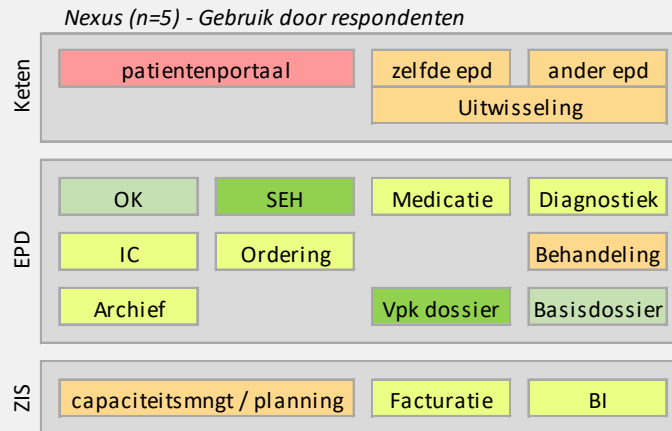 Nexus (n=5) - Gebruik door respondenten
Keten
patientenportaal
zelfde epd
ander epd
Uitwisseling
EPD
OK
SEH
Medicatie
Diagnostiek
IC
Ordering
Behandeling
Archief
Vpk dossier
Basisdossier
ZIS
capaciteitsmngt / planning
Facturatie
BI